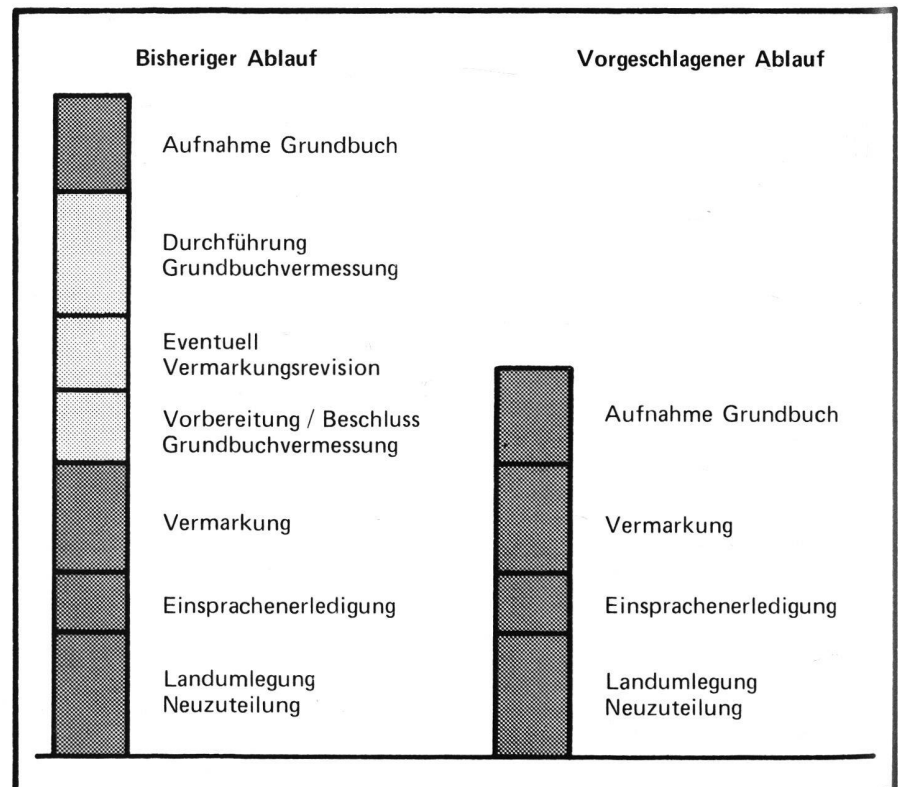 Bisheriger Ablauf
Aufnahme Grundbuch
Durchführung
Grundbuchvermessung
Eventuell
Vermarkungsrevision
Vorbereitung / Beschluss
Grundbuchvermessung
Vermarkung
Einsprachenerledigung
Landumlegung
Neuzuteilung
Vorgeschlagener Ablauf
Aufnahme Grundbuch
Vermarkung
Einsprachenerledigung
Landumlegung
Neuzuteilung